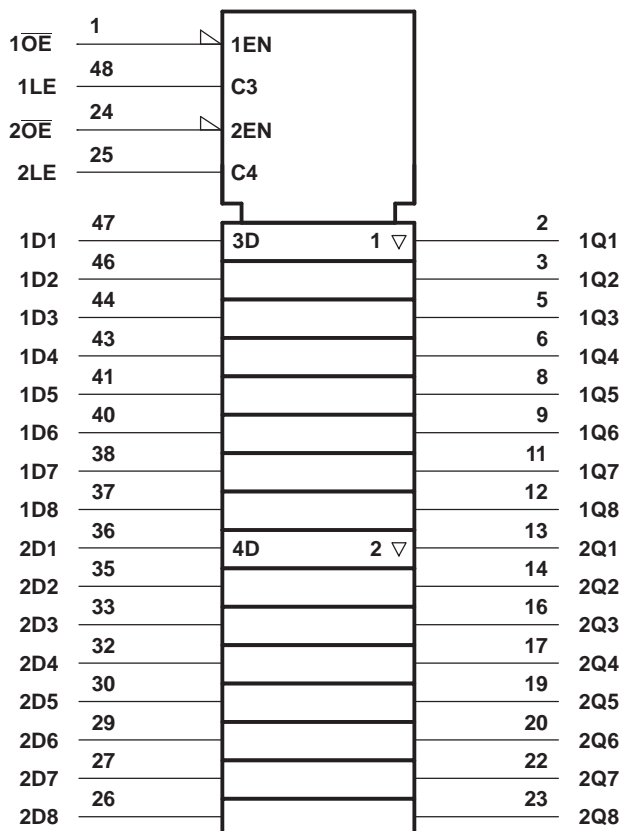 1O̅E̅ 1 1EN
1LE 48 C3
2O̅E̅ 24 2EN
2LE 25 C4
1D1 47 3D 1 ▽ 2 1Q1
1D2 46 3 1Q2
1D3 44 5 1Q3
1D4 43 6 1Q4
1D5 41 8 1Q5
1D6 40 9 1Q6
1D7 38 11 1Q7
1D8 37 12 1Q8
2D1 36 4D 2 ▽ 13 2Q1
2D2 35 14 2Q2
2D3 33 16 2Q3
2D4 32 17 2Q4
2D5 30 19 2Q5
2D6 29 20 2Q6
2D7 27 22 2Q7
2D8 26 23 2Q8